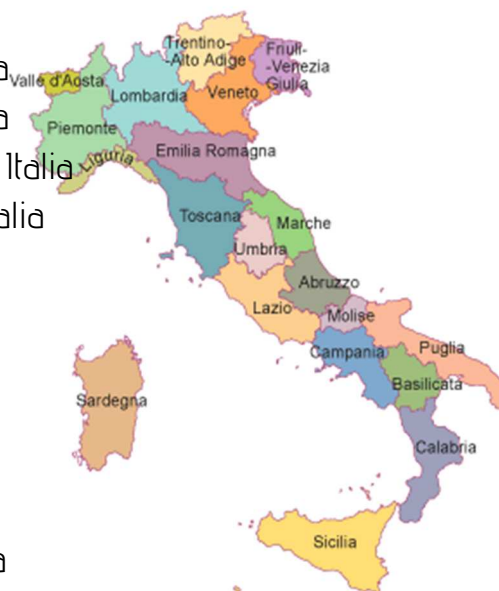 a
Trentino-
-Alto Adige
Friuli-
-Venezia
Giulia
Valle d'Aosta
Lombardia
Veneto
a
Piemonte
Liguria
Emilia Romagna
Italia
alia
Toscana
Marche
Umbria
Abruzzo
Lazio
Molise
Campania
Puglia
Basilicata
Sardegna
Calabria
Sicilia
a